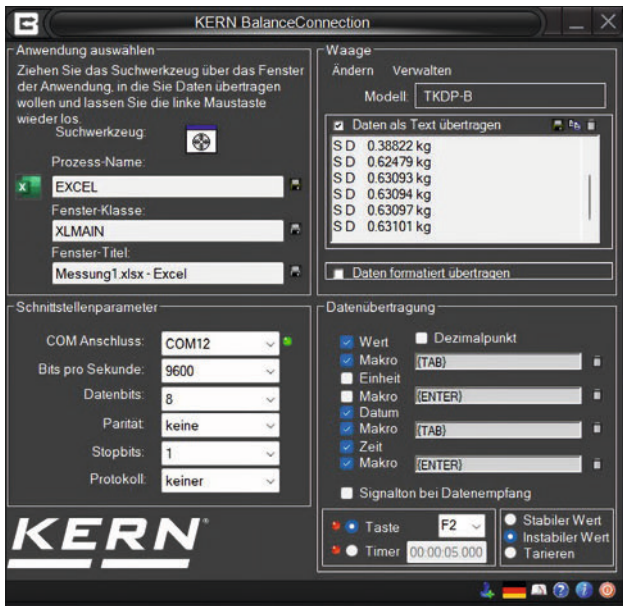 KERN BalanceConnection
Anwendung auswählen
Ziehen Sie das Suchwerkzeug über das Fenster
der Anwendung, in die Sie Daten übertragen
wollen und lassen Sie die linke Maustaste
wieder los.
Suchwerkzeug:
Prozess-Name:
EXCEL
Fenster-Klasse:
XLMAIN
Fenster-Titel:
Messung1.xlsx - Excel
Waage
Ändern Verwalten
Modell: TKDP-B
Daten als Text übertragen
S D 0.38822 kg
S D 0.62479 kg
S D 0.63093 kg
S D 0.63094 kg
S D 0.63097 kg
S D 0.63101 kg
Daten formatiert übertragen
Schnittstellenparameter
COM Anschluss: COM12
Bits pro Sekunde: 9600
Datenbits: 8
Parität: keine
Stopbits: 1
Protokoll: keiner
KERN
Datenübertragung
Wert Dezimalpunkt
Makro {TAB}
Einheit
Makro {ENTER}
Datum
Makro {TAB}
Zeit
Makro {ENTER}
Signalton bei Datenempfang
Taste F2
Timer 00:00:05.000
Stabiler Wert
Instabiler Wert
Tarieren